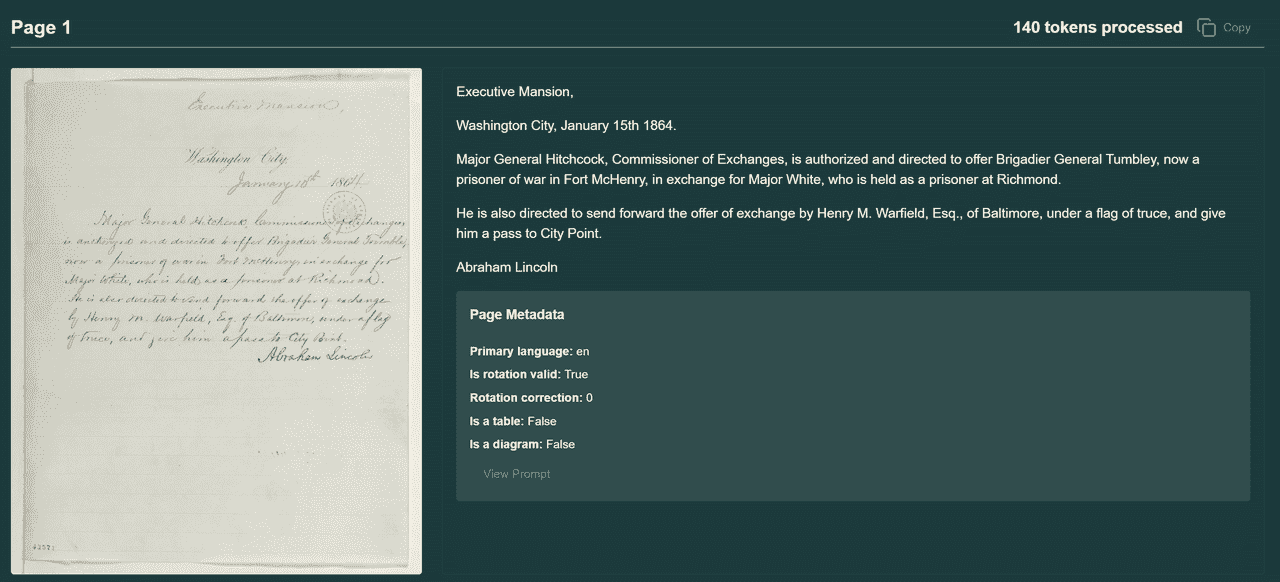 Page 1
140 tokens processed Copy
Executive Mansion,
Washington City,
January 1864.
Major General Hitchcock, Commissioner of Exchanges,
is authorized and directed to offer Brigadier General Trimble,
now a prisoner of war in Fort McHenry, in exchange for
Major White, who is held as a prisoner at Richmond.
He is also directed to send forward the offer of exchange
by Henry M. Warfield, Esq. of Baltimore, under a flag
of truce, and give him a pass to City Point.
Abraham Lincoln
Executive Mansion,
Washington City, January 15th 1864.
Major General Hitchcock, Commissioner of Exchanges, is authorized and directed to offer Brigadier General Tumbley, now a
prisoner of war in Fort McHenry, in exchange for Major White, who is held as a prisoner at Richmond.
He is also directed to send forward the offer of exchange by Henry M. Warfield, Esq., of Baltimore, under a flag of truce, and give
him a pass to City Point.
Abraham Lincoln
Page Metadata
Primary language: en
Is rotation valid: True
Rotation correction: 0
Is a table: False
Is a diagram: False
View Prompt